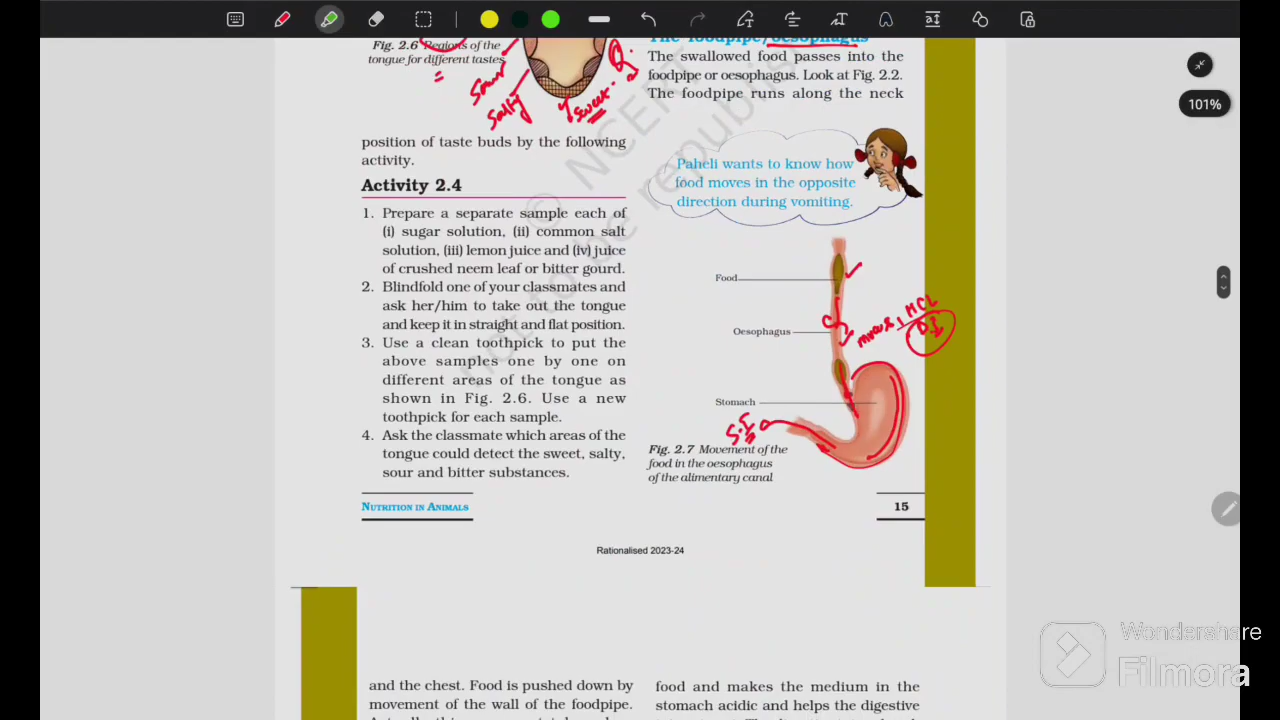 101%
Fig. 2.6 Regions of the
tongue for different tastes
Sour
Salty
sweet
position of taste buds by the following
activity.
Activity 2.4
1. Prepare a separate sample each of
(i) sugar solution, (ii) common salt
solution, (iii) lemon juice and (iv) juice
of crushed neem leaf or bitter gourd.
2. Blindfold one of your classmates and
ask her/him to take out the tongue
and keep it in straight and flat position.
3. Use a clean toothpick to put the
above samples one by one on
different areas of the tongue as
shown in Fig. 2.6. Use a new
toothpick for each sample.
4. Ask the classmate which areas of the
tongue could detect the sweet, salty,
sour and bitter substances.
NUTRITION IN ANIMALS
The foodpipe/oesophagus
The swallowed food passes into the
foodpipe or oesophagus. Look at Fig. 2.2.
The foodpipe runs along the neck
Paheli wants to know how
food moves in the opposite
direction during vomiting.
Food
Oesophagus
mucus, HCL
D.J
Stomach
S.I
Fig. 2.7 Movement of the
food in the oesophagus
of the alimentary canal
15
© NCERT
not to be republis
Rationalised 2023-24
and the chest. Food is pushed down by
movement of the wall of the foodpipe.
food and makes the medium in the
stomach acidic and helps the digestive
Wondershare
Filmora